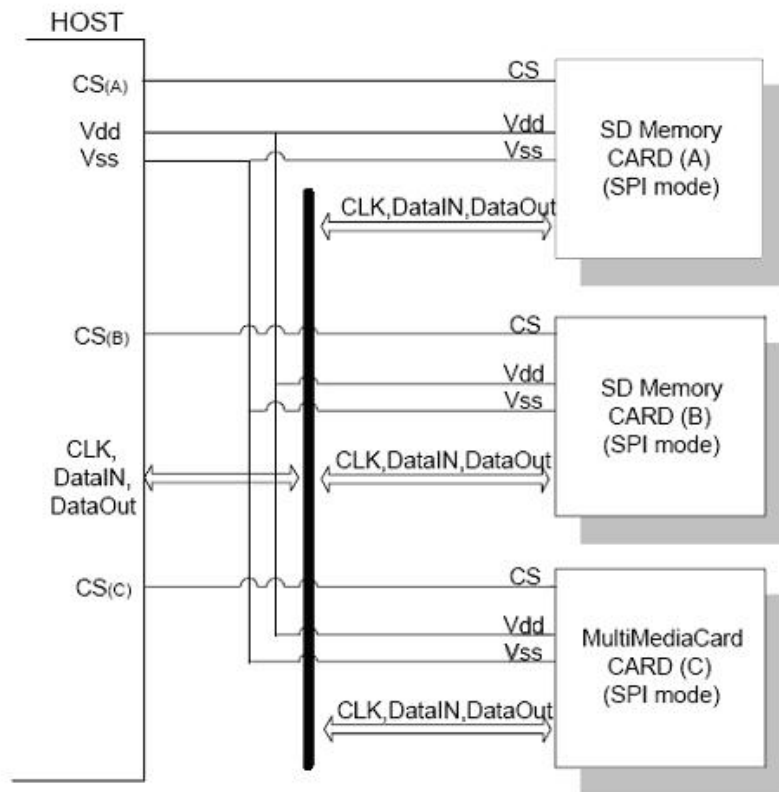 HOST
CS(A)
Vdd
Vss
CS
Vdd
Vss
SD Memory
CARD (A)
(SPI mode)
CLK,DataIN,DataOut
CS(B)
CS
Vdd
Vss
SD Memory
CARD (B)
(SPI mode)
CLK,
DataIN,
DataOut
CLK,DataIN,DataOut
CS(C)
CS
Vdd
Vss
MultiMediaCard
CARD (C)
(SPI mode)
CLK,DataIN,DataOut